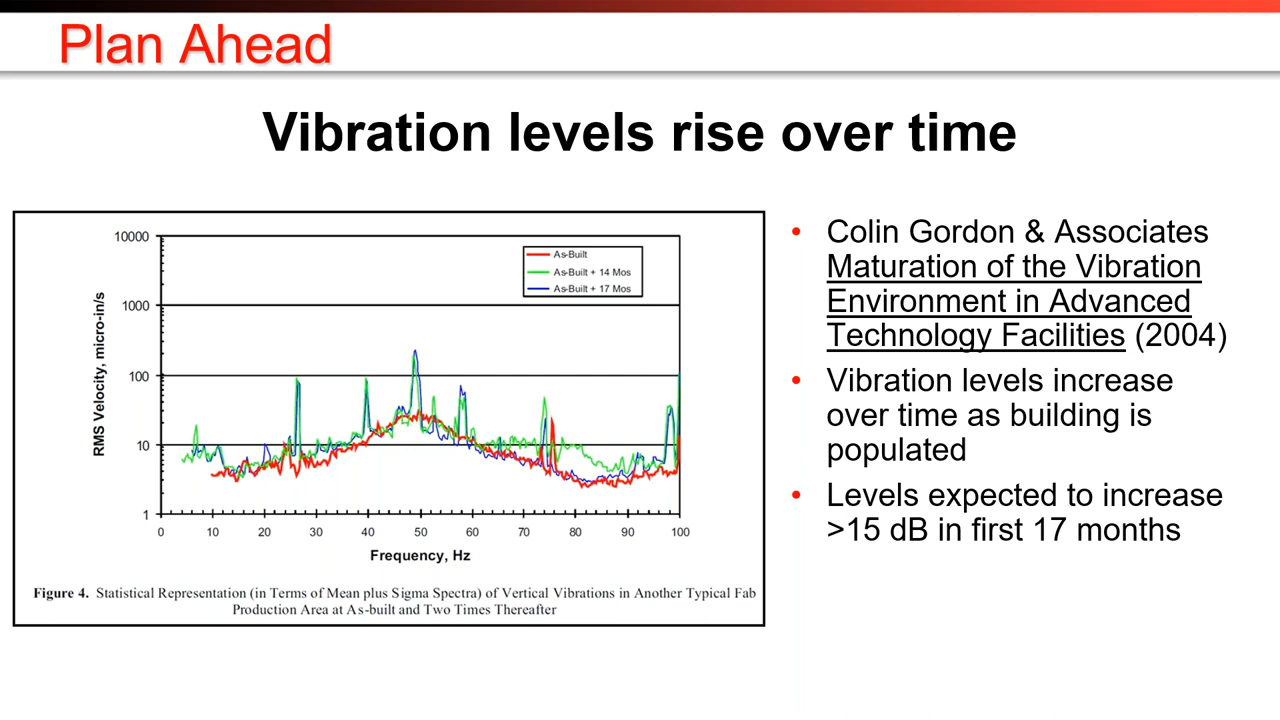 Plan Ahead
Vibration levels rise over time
10000
1000
100
10
1
RMS Velocity, micro-in/s
As-Built
As-Built + 14 Mos
As-Built + 17 Mos
0 10 20 30 40 50 60 70 80 90 100
Frequency, Hz
Figure 4. Statistical Representation (in Terms of Mean plus Sigma Spectra) of Vertical Vibrations in Another Typical Fab
Production Area at As-built and Two Times Thereafter
• Colin Gordon & Associates
Maturation of the Vibration
Environment in Advanced
Technology Facilities (2004)
• Vibration levels increase
over time as building is
populated
• Levels expected to increase
>15 dB in first 17 months